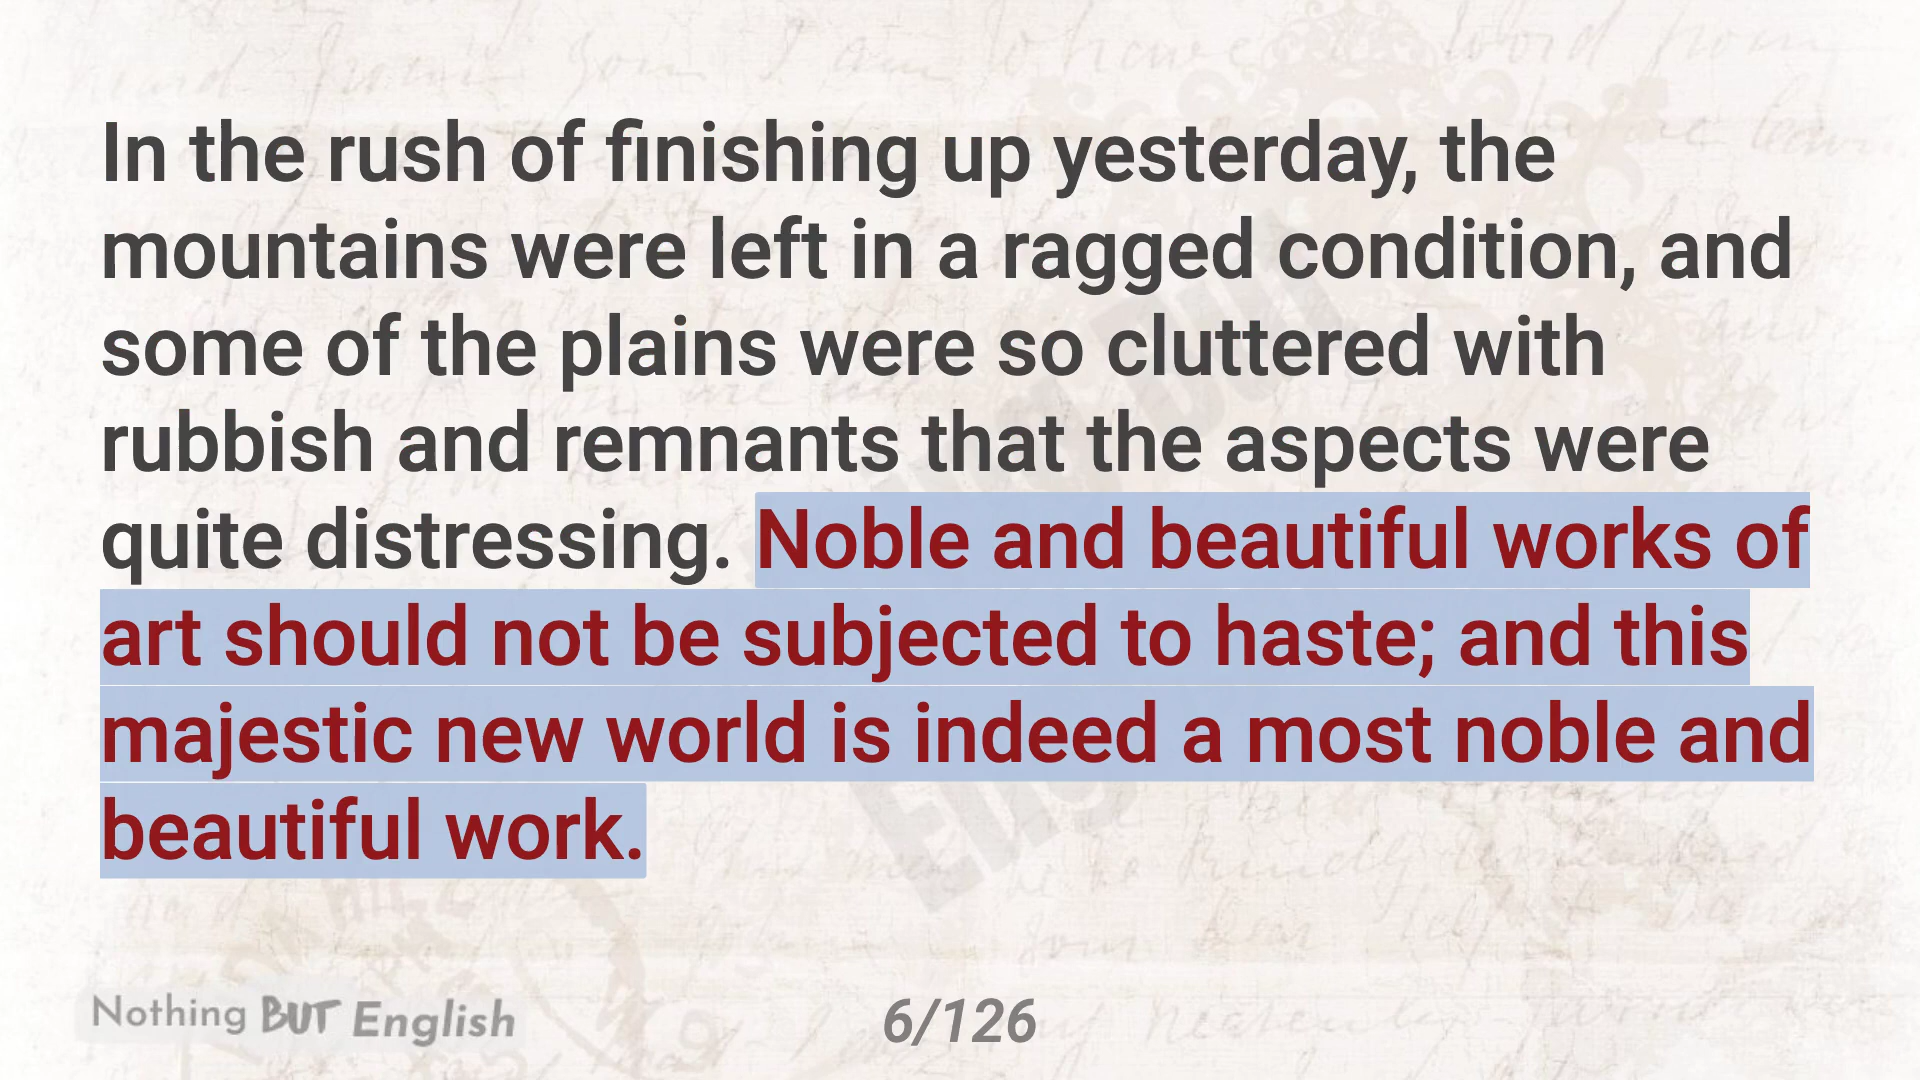 In the rush of finishing up yesterday, the
mountains were left in a ragged condition, and
some of the plains were so cluttered with
rubbish and remnants that the aspects were
quite distressing. Noble and beautiful works of
art should not be subjected to haste; and this
majestic new world is indeed a most noble and
beautiful work.
Nothing BUT English
6/126